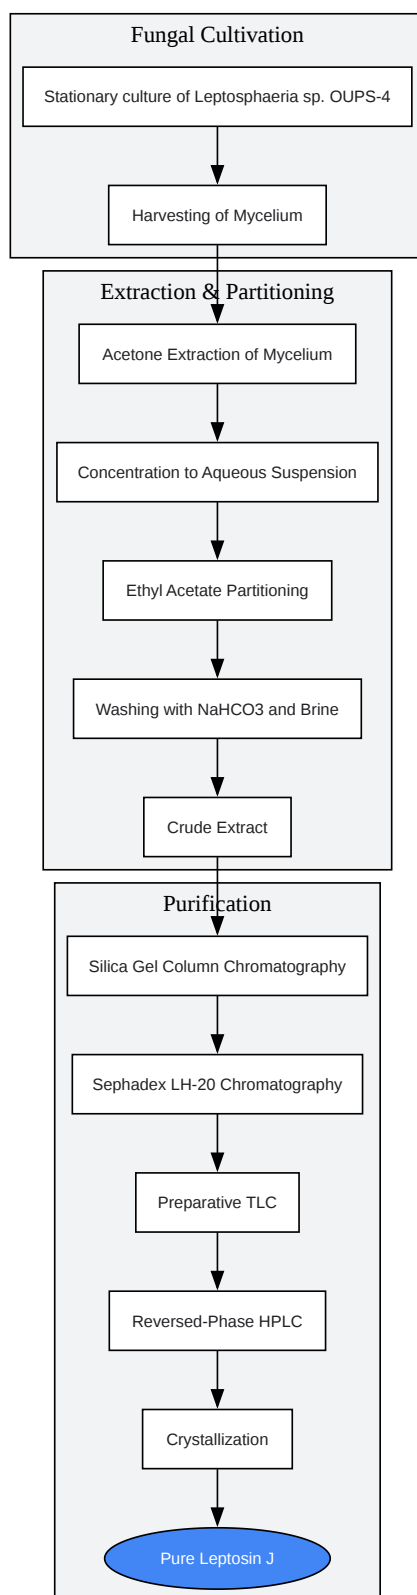 Fungal Cultivation
Stationary culture of Leptosphaeria sp. OUPS-4
Harvesting of Mycelium
Extraction & Partitioning
Acetone Extraction of Mycelium
Concentration to Aqueous Suspension
Ethyl Acetate Partitioning
Washing with NaHCO3 and Brine
Crude Extract
Purification
Silica Gel Column Chromatography
Sephadex LH-20 Chromatography
Preparative TLC
Reversed-Phase HPLC
Crystallization
Pure Leptosin J